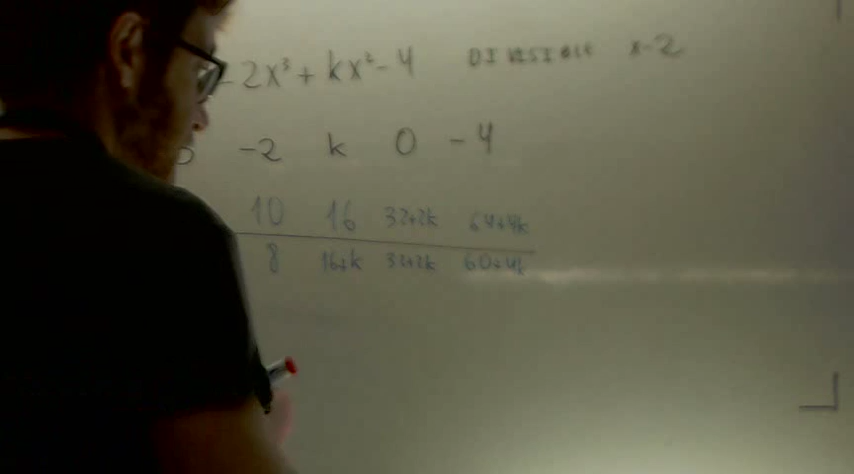 - 2x³ + kx² - 4 DIVISIBLE x-2
-2 k 0 -4
10 16 32+2k 64+4k
8 16+k 32+2k 60+4k